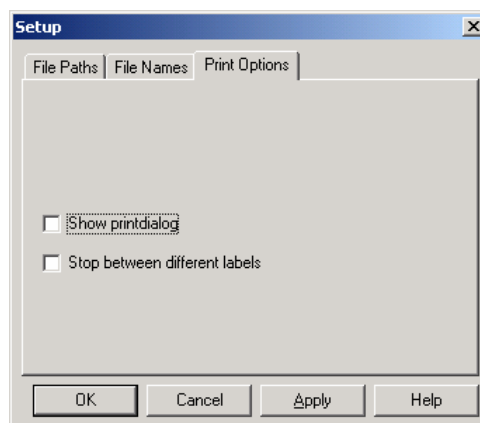 Setup
File Paths File Names Print Options
Show printdialog
Stop between different labels
OK Cancel Apply Help